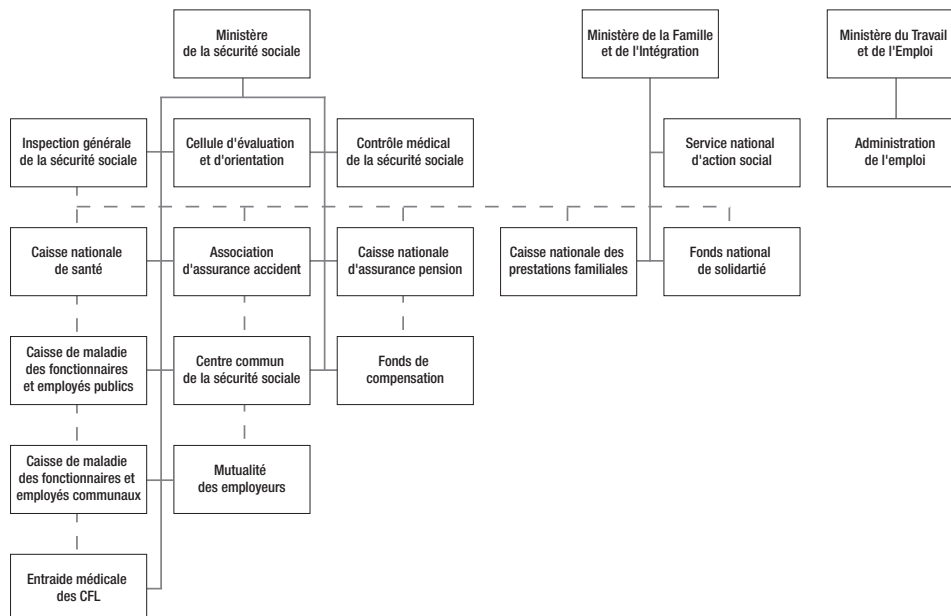 Ministère
de la sécurité sociale
Ministère de la Famille
et de l'Intégration
Ministère du Travail
et de l'Emploi
Inspection générale
de la sécurité sociale
Cellule d'évaluation
et d'orientation
Contrôle médical
de la sécurité sociale
Service national
d'action social
Administration
de l'emploi
Caisse nationale
de santé
Association
d'assurance accident
Caisse nationale
d'assurance pension
Caisse nationale des
prestations familiales
Fonds national
de solidartié
Caisse de maladie
des fonctionnaires
et employés publics
Centre commun
de la sécurité sociale
Fonds de
compensation
Caisse de maladie
des fonctionnaires et
employés communaux
Mutualité
des employeurs
Entraide médicale
des CFL